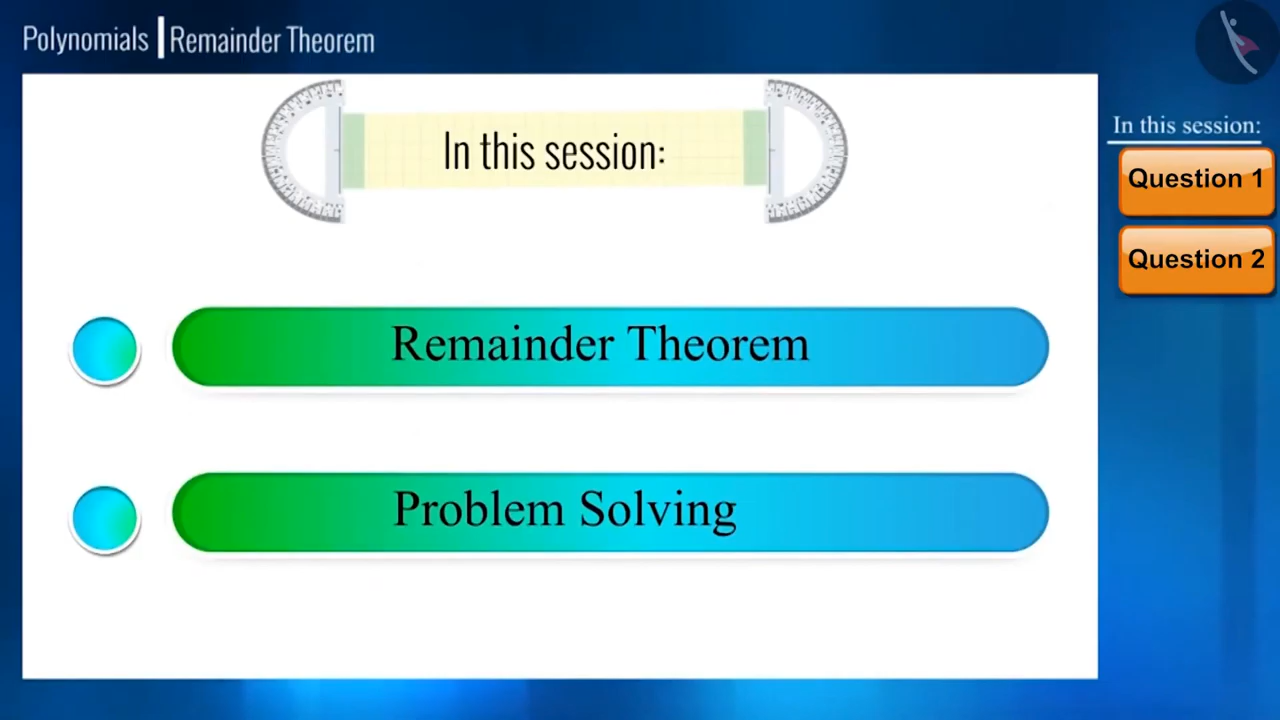 Polynomials | Remainder Theorem
In this session:
In this session:
Question 1
Question 2
Remainder Theorem
Problem Solving